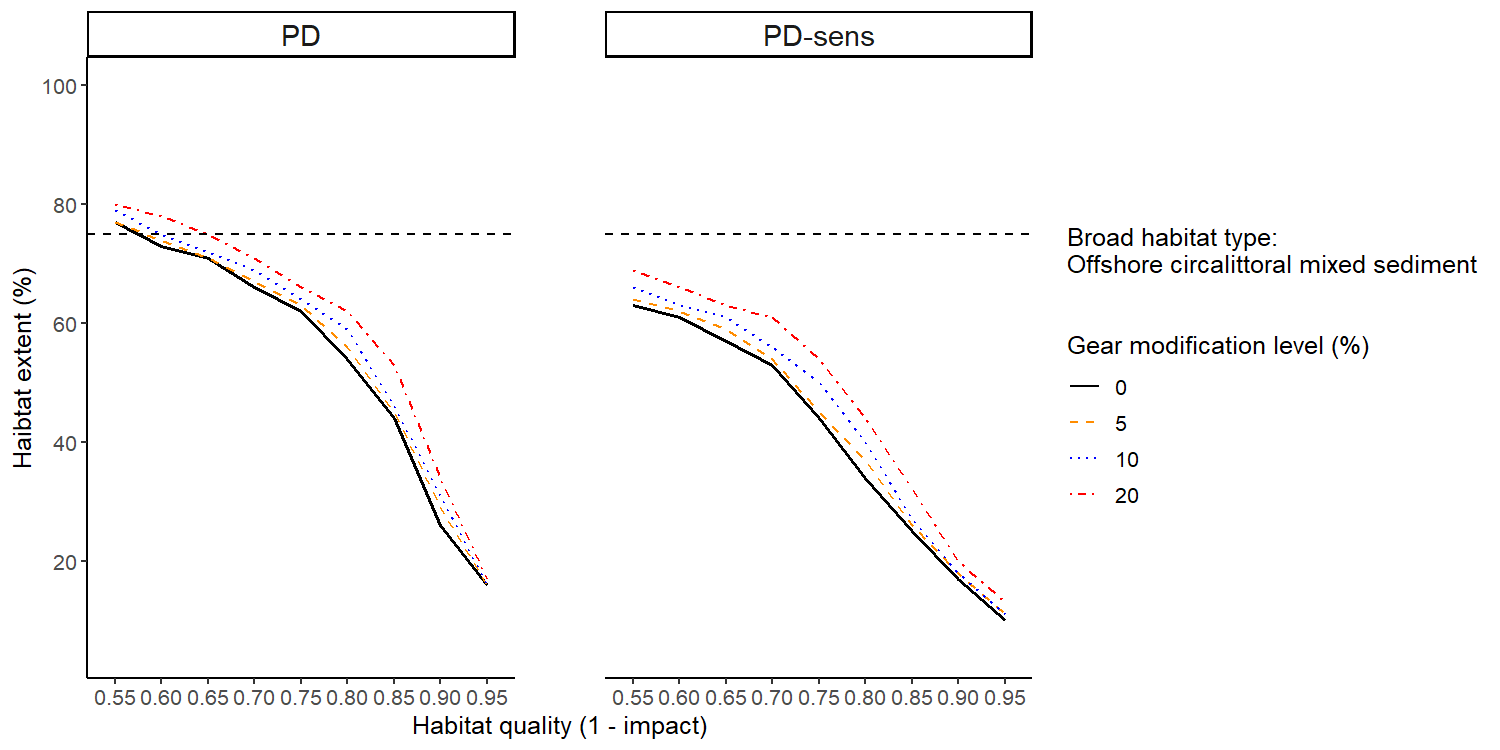 PD
PD-sens
Haibtat extent (%)
100
80
60
40
20
0.55 0.60 0.65 0.70 0.75 0.80 0.85 0.90 0.95
0.55 0.60 0.65 0.70 0.75 0.80 0.85 0.90 0.95
Habitat quality (1 - impact)
Broad habitat type:
Offshore circalittoral mixed sediment
Gear modification level (%)
0
5
10
20